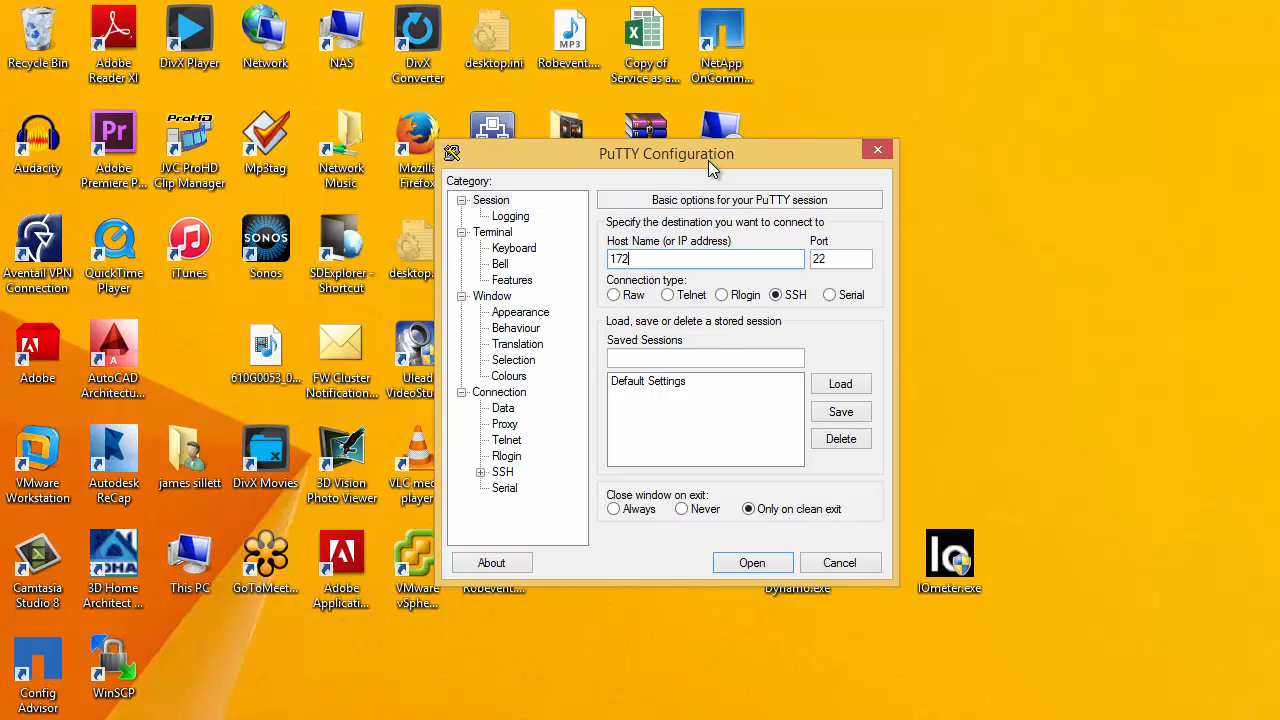 Recycle Bin
Adobe
Reader XI
DivX Player
Network
NAS
DivX
Converter
desktop.ini
MP3
Robevent....
Copy of
Service as a...
NetApp
OnComm...
Audacity
Pr
Adobe
Premiere P...
ProHD
JVC ProHD
Clip Manager
Mp3tag
Network
Music
Mozilla
Firefox
Aventail VPN
Connection
QuickTime
Player
iTunes
SONOS
Sonos
SDExplorer -
Shortcut
desktop.
Adobe
AutoCAD
Architectu...
610G0053_0...
FW Cluster
Notification...
Ulead
VideoStu
VMware
Workstation
Autodesk
ReCap
james sillett
DivX Movies
3D Vision
Photo Viewer
VLC med
player
Camtasia
Studio 8
3D Home
Architect ...
This PC
GoToMeet...
Adobe
Applicati...
VMware
vSphe...
Robevent....
Dynamo.exe
Io
IOmeter.exe
Config
Advisor
WinSCP
PuTTY Configuration
Category:
Session
Logging
Terminal
Keyboard
Bell
Features
Window
Appearance
Behaviour
Translation
Selection
Colours
Connection
Data
Proxy
Telnet
Rlogin
SSH
Serial
Basic options for your PuTTY session
Specify the destination you want to connect to
Host Name (or IP address) Port
172 22
Connection type:
Raw Telnet Rlogin SSH Serial
Load, save or delete a stored session
Saved Sessions
Default Settings
Load
Save
Delete
Close window on exit:
Always Never Only on clean exit
About Open Cancel